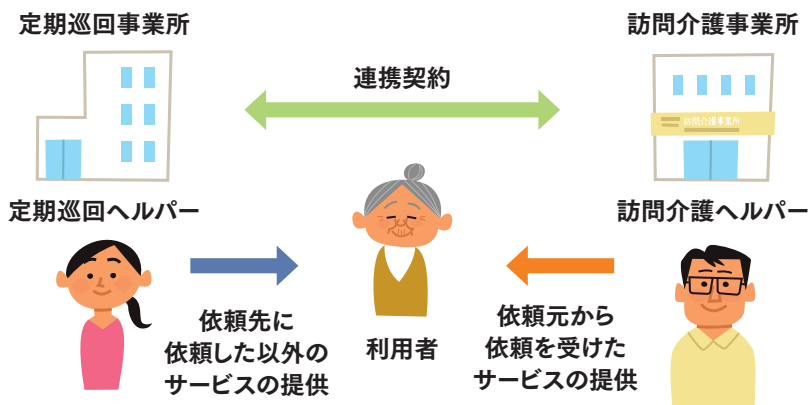 定期巡回事業所
訪問介護事業所
連携契約
訪問介護事業所
定期巡回ヘルパー
訪問介護ヘルパー
依頼先に
依頼した以外の
サービスの提供
利用者
依頼元から
依頼を受けた
サービスの提供